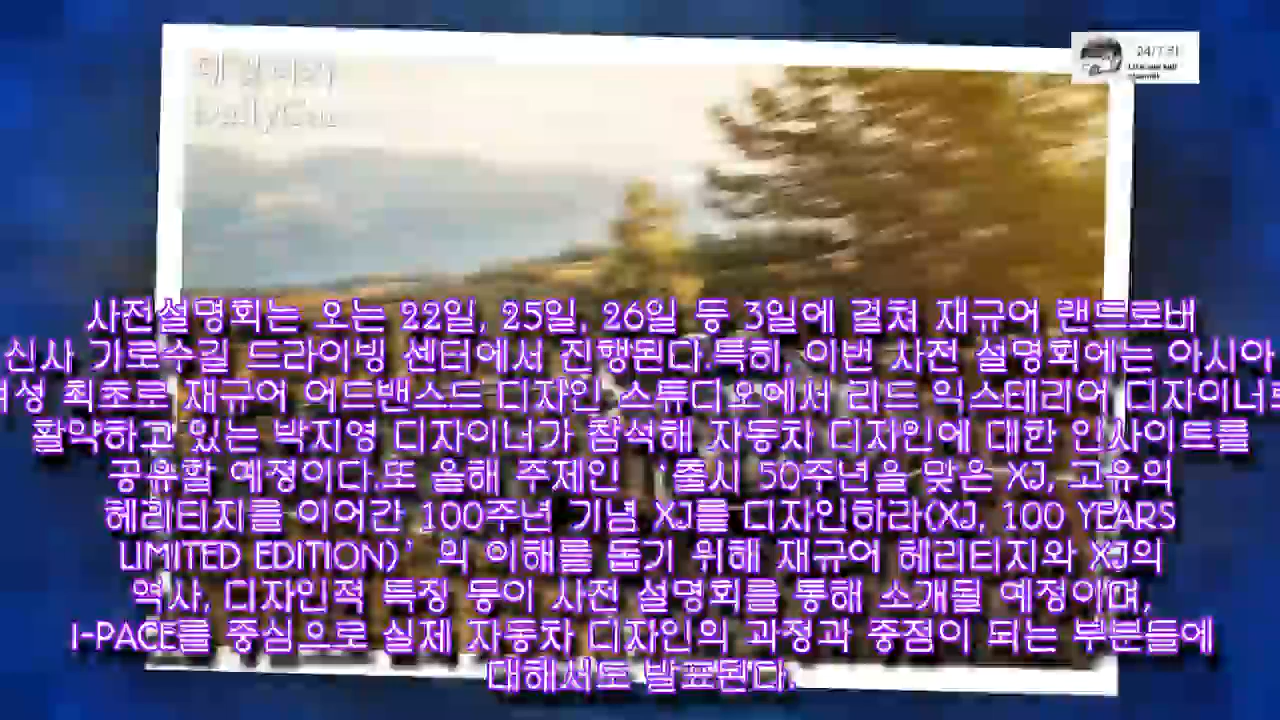 데일리카
DailyCar
24/7
사전설명회는 오는 22일, 25일, 26일 등 3일에 걸쳐 재규어 랜드로버
신사 가로수길 드라이빙 센터에서 진행된다.특히, 이번 사전 설명회에는 아시아
여성 최초로 재규어 어드밴스드 디자인 스튜디오에서 리드 익스테리어 디자이너로
활약하고 있는 박지영 디자이너가 참석해 자동차 디자인에 대한 인사이트를
공유할 예정이다.또 올해 주제인 ‘출시 50주년을 맞은 XJ, 고유의
헤리티지를 이어간 100주년 기념 XJ를 디자인하라(XJ, 100 YEARS
LIMITED EDITION)’ 의 이해를 돕기 위해 재규어 헤리티지와 XJ의
역사, 디자인적 특징 등이 사전 설명회를 통해 소개될 예정이며,
I-PACE를 중심으로 실제 자동차 디자인의 과정과 중점이 되는 부분들에
대해서도 발표된다.